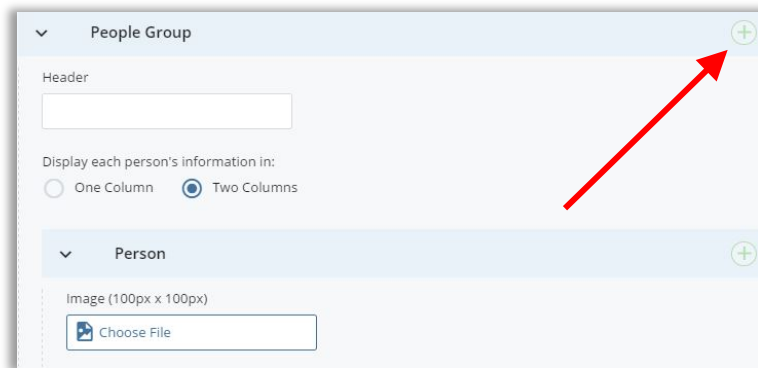 People Group
Header
Display each person's information in:
One Column Two Columns
Person
Image (100px x 100px)
Choose File